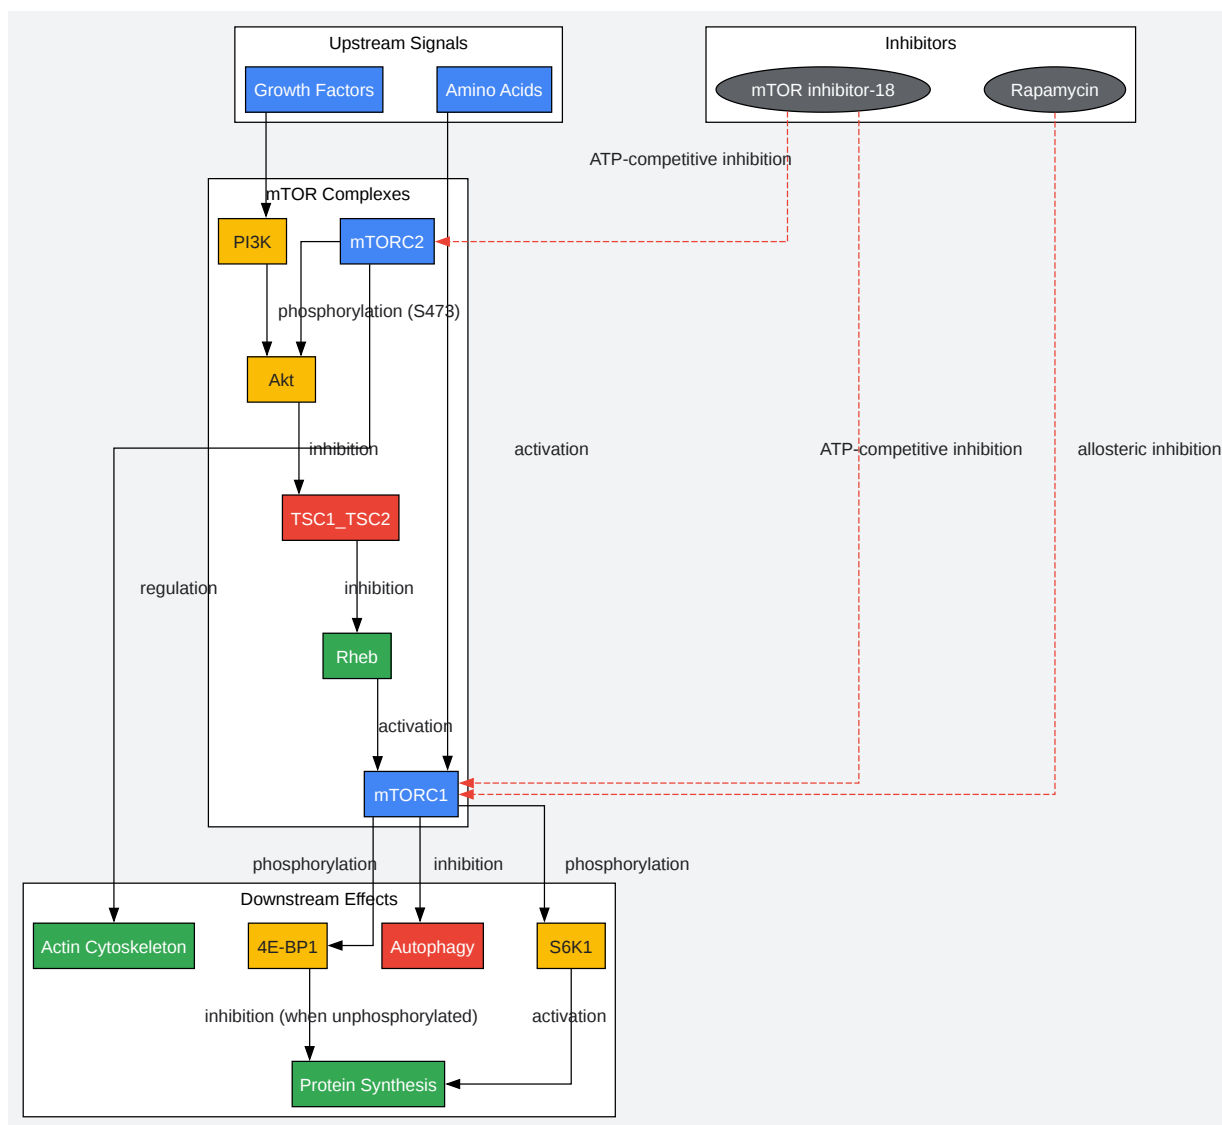 Upstream Signals
Inhibitors
Growth Factors
Amino Acids
mTOR inhibitor-18
Rapamycin
ATP-competitive inhibition
mTOR Complexes
PI3K
mTORC2
phosphorylation (S473)
Akt
inhibition
activation
ATP-competitive inhibition
allosteric inhibition
TSC1_TSC2
regulation
inhibition
Rheb
activation
mTORC1
phosphorylation
inhibition
phosphorylation
Downstream Effects
Actin Cytoskeleton
4E-BP1
Autophagy
S6K1
inhibition (when unphosphorylated)
activation
Protein Synthesis